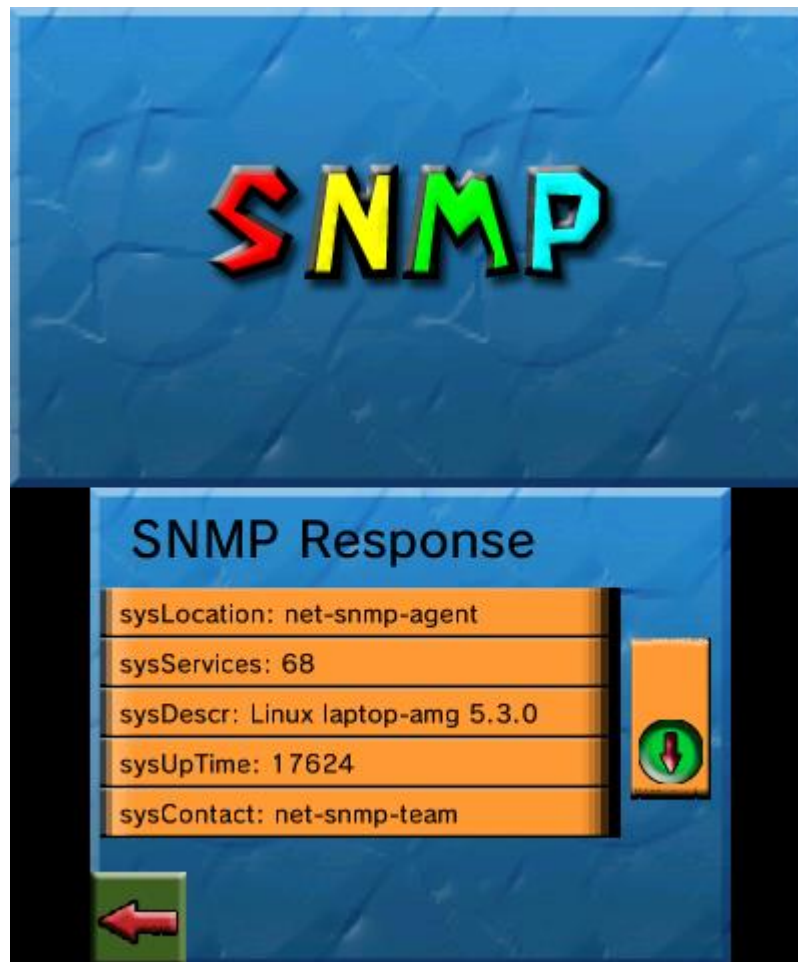 SNMP
SNMP Response
sysLocation: net-snmp-agent
sysServices: 68
sysDescr: Linux laptop-amg 5.3.0
sysUpTime: 17624
sysContact: net-snmp-team